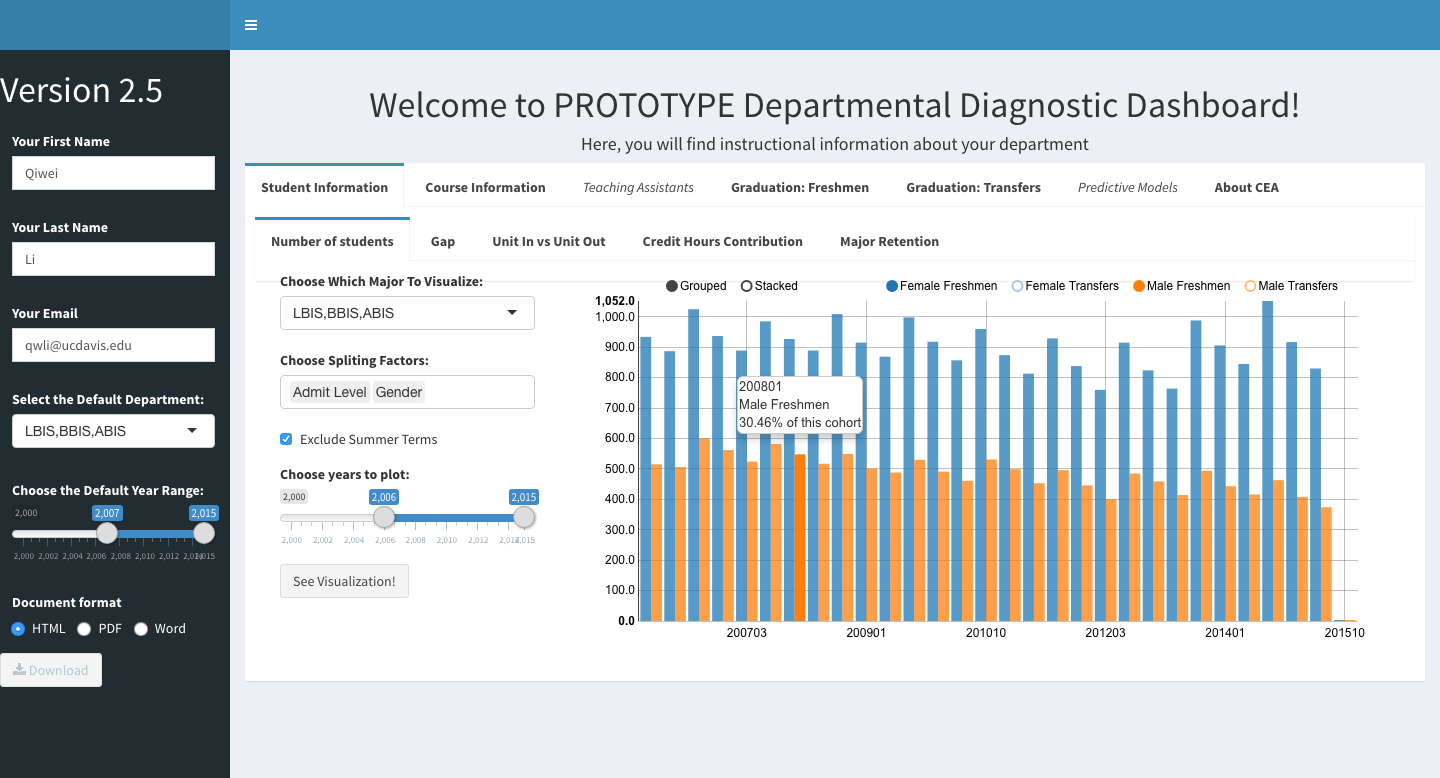 Version 2.5
Your First Name
Qiwei
Your Last Name
Li
Your Email
qwli@ucdavis.edu
Select the Default Department:
LBIS,BBIS,ABIS
Choose the Default Year Range:
2,000 2,007 2,015
2,000 2,002 2,004 2,006 2,008 2,010 2,012 2,015
Document format
HTML PDF Word
Download
Welcome to PROTOTYPE Departmental Diagnostic Dashboard!
Here, you will find instructional information about your department
Student Information Course Information Teaching Assistants Graduation: Freshmen Graduation: Transfers Predictive Models About CEA
Number of students Gap Unit In vs Unit Out Credit Hours Contribution Major Retention
Choose Which Major To Visualize:
LBIS,BBIS,ABIS
Choose Spliting Factors:
Admit Level Gender
Exclude Summer Terms
Choose years to plot:
2,000 2,006 2,015
2,000 2,002 2,004 2,006 2,008 2,010 2,012 2,015
See Visualization!
Grouped Stacked Female Freshmen Female Transfers Male Freshmen Male Transfers
1,052.0
1,000.0
900.0
800.0
700.0
600.0
500.0
400.0
300.0
200.0
100.0
0.0
200801
Male Freshmen
30.46% of this cohort
200703 200901 201010 201203 201401 201510